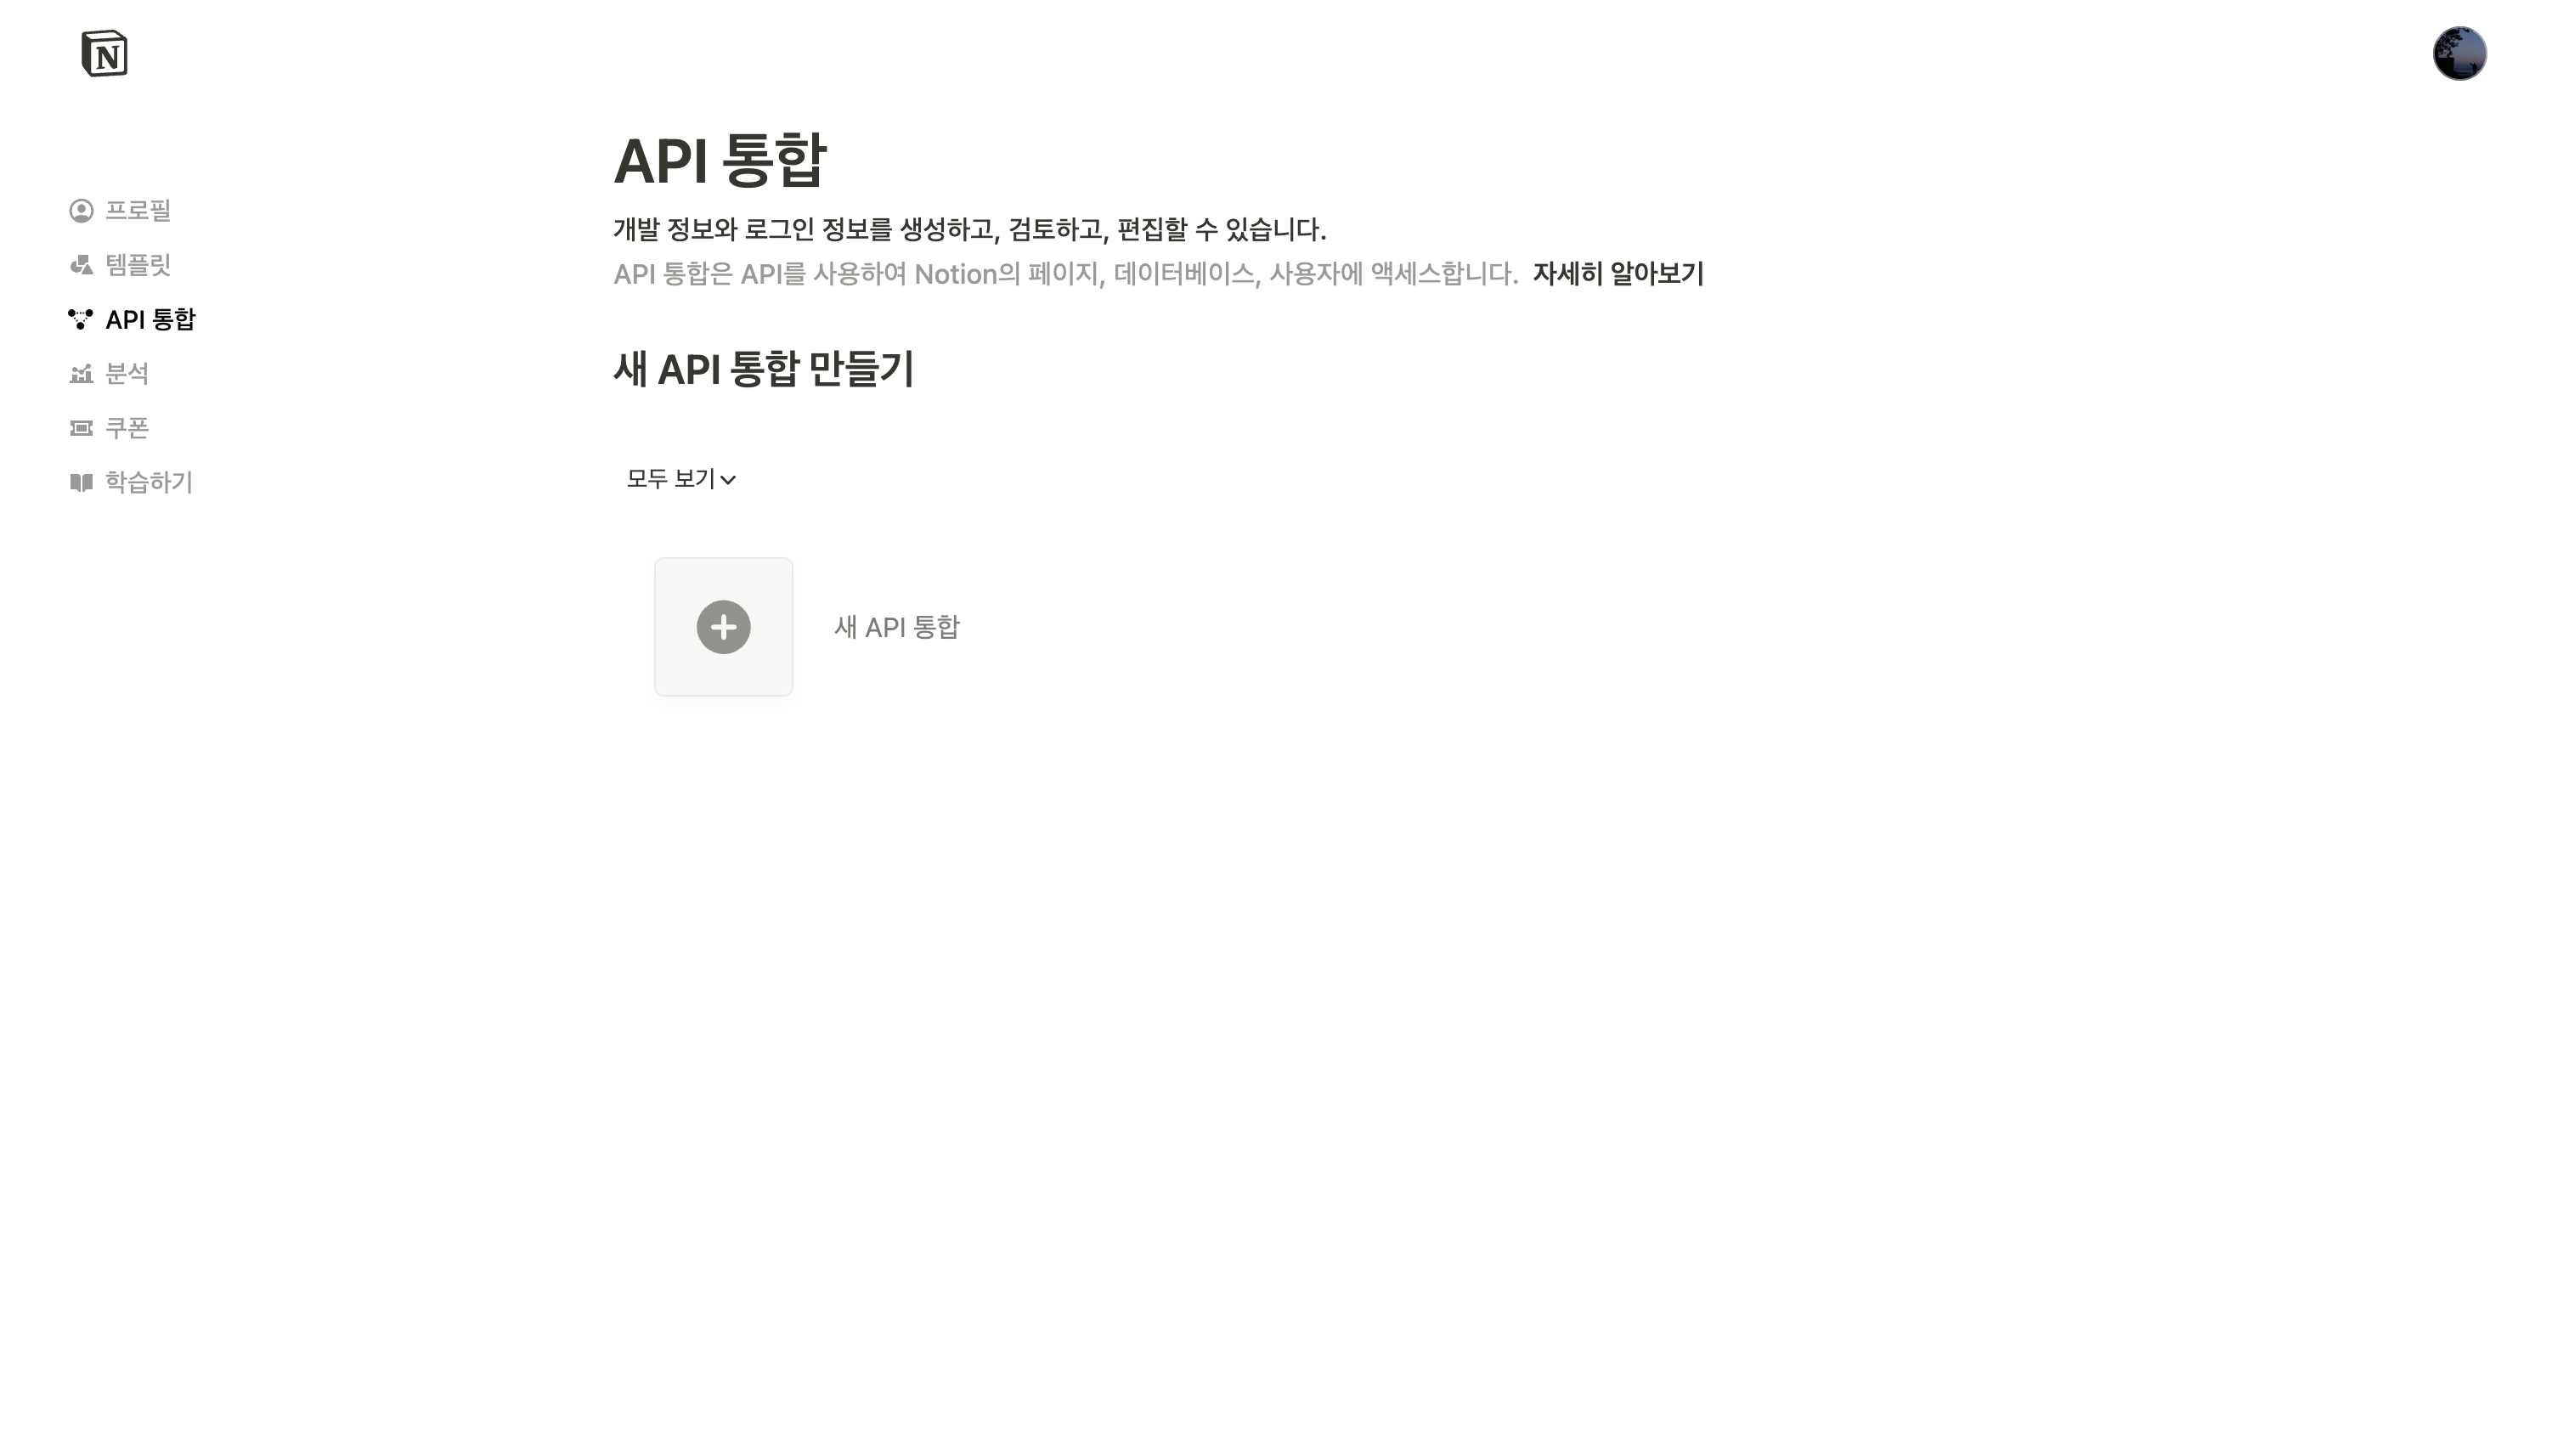 N
프로필
템플릿
API 통합
분석
쿠폰
학습하기
API 통합
개발 정보와 로그인 정보를 생성하고, 검토하고, 편집할 수 있습니다.
API 통합은 API를 사용하여 Notion의 페이지, 데이터베이스, 사용자에 액세스합니다. 자세히 알아보기
새 API 통합 만들기
모두 보기
새 API 통합